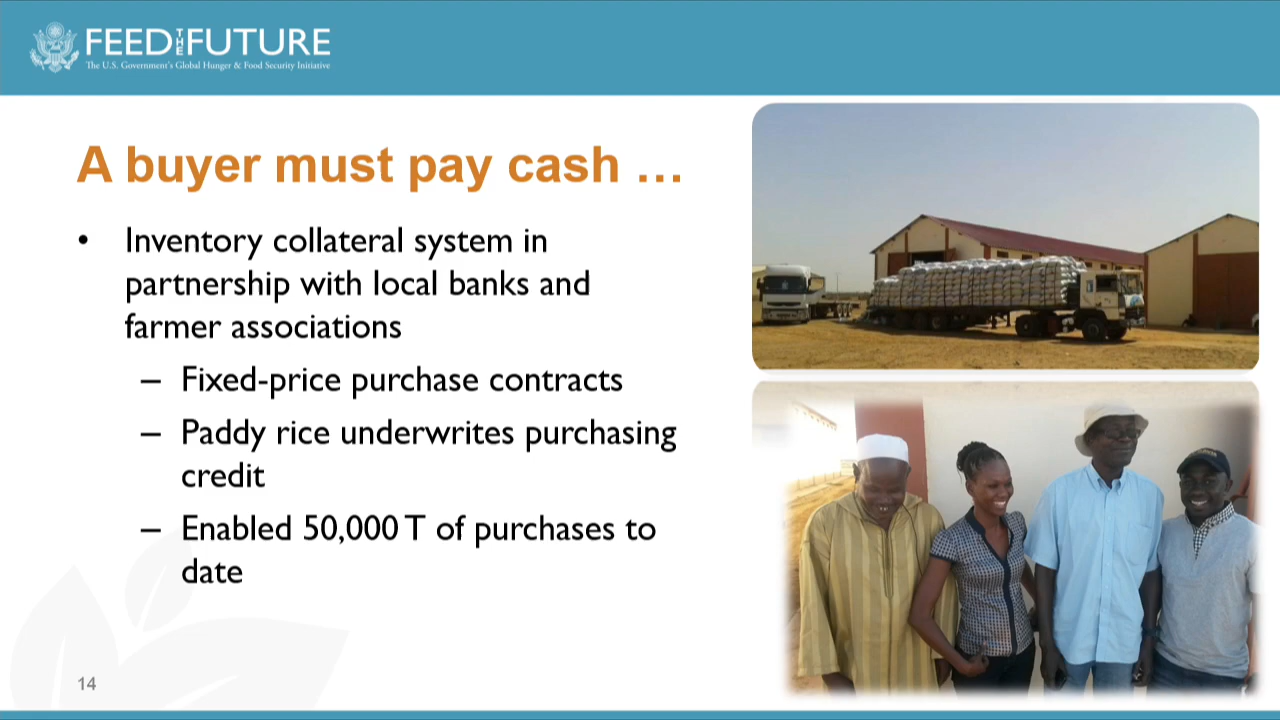 FEED THE FUTURE
The U.S. Government's Global Hunger & Food Security Initiative
A buyer must pay cash …
• Inventory collateral system in
partnership with local banks and
farmer associations
– Fixed-price purchase contracts
– Paddy rice underwrites purchasing
credit
– Enabled 50,000 T of purchases to
date
14